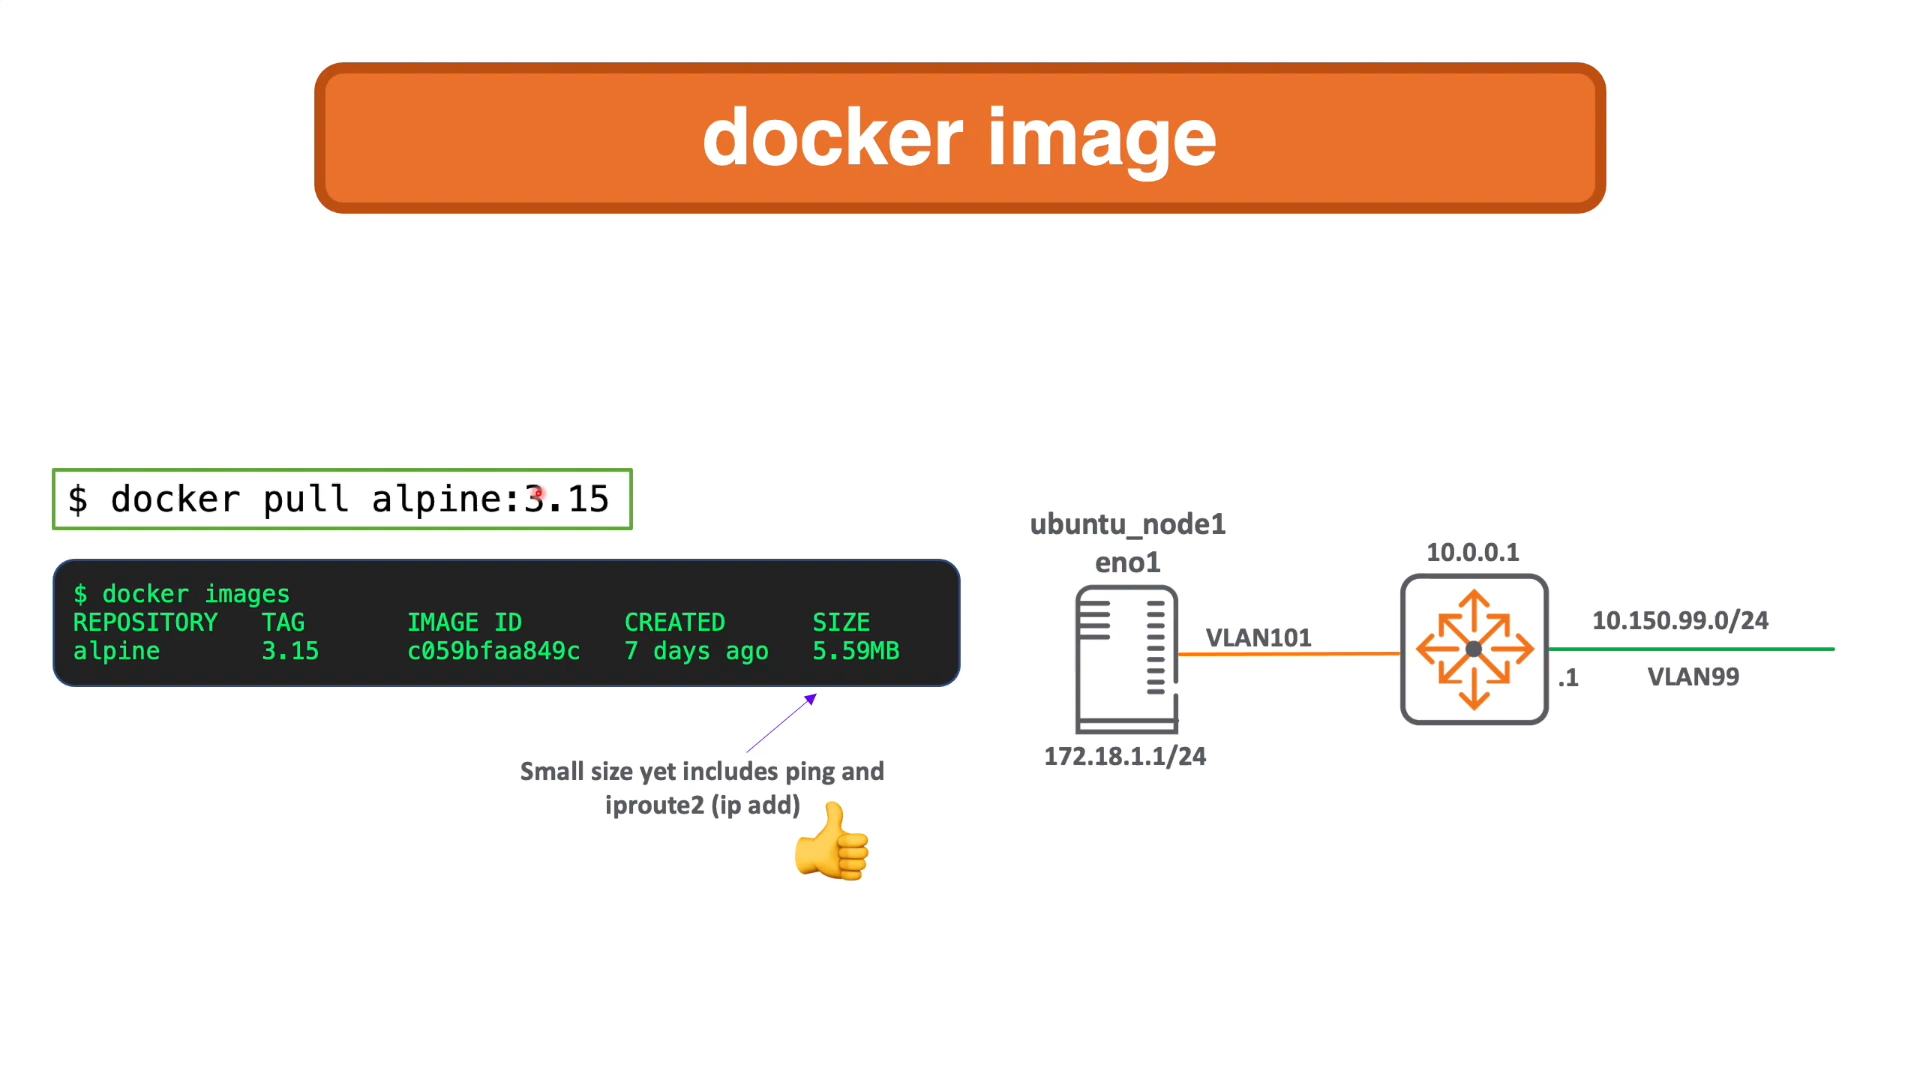 docker image
$ docker pull alpine:3.15
$ docker images
REPOSITORY TAG IMAGE ID CREATED SIZE
alpine 3.15 c059bfaa849c 7 days ago 5.59MB
Small size yet includes ping and
iproute2 (ip add)
ubuntu_node1
eno1
172.18.1.1/24
VLAN101
10.0.0.1
10.150.99.0/24
.1
VLAN99